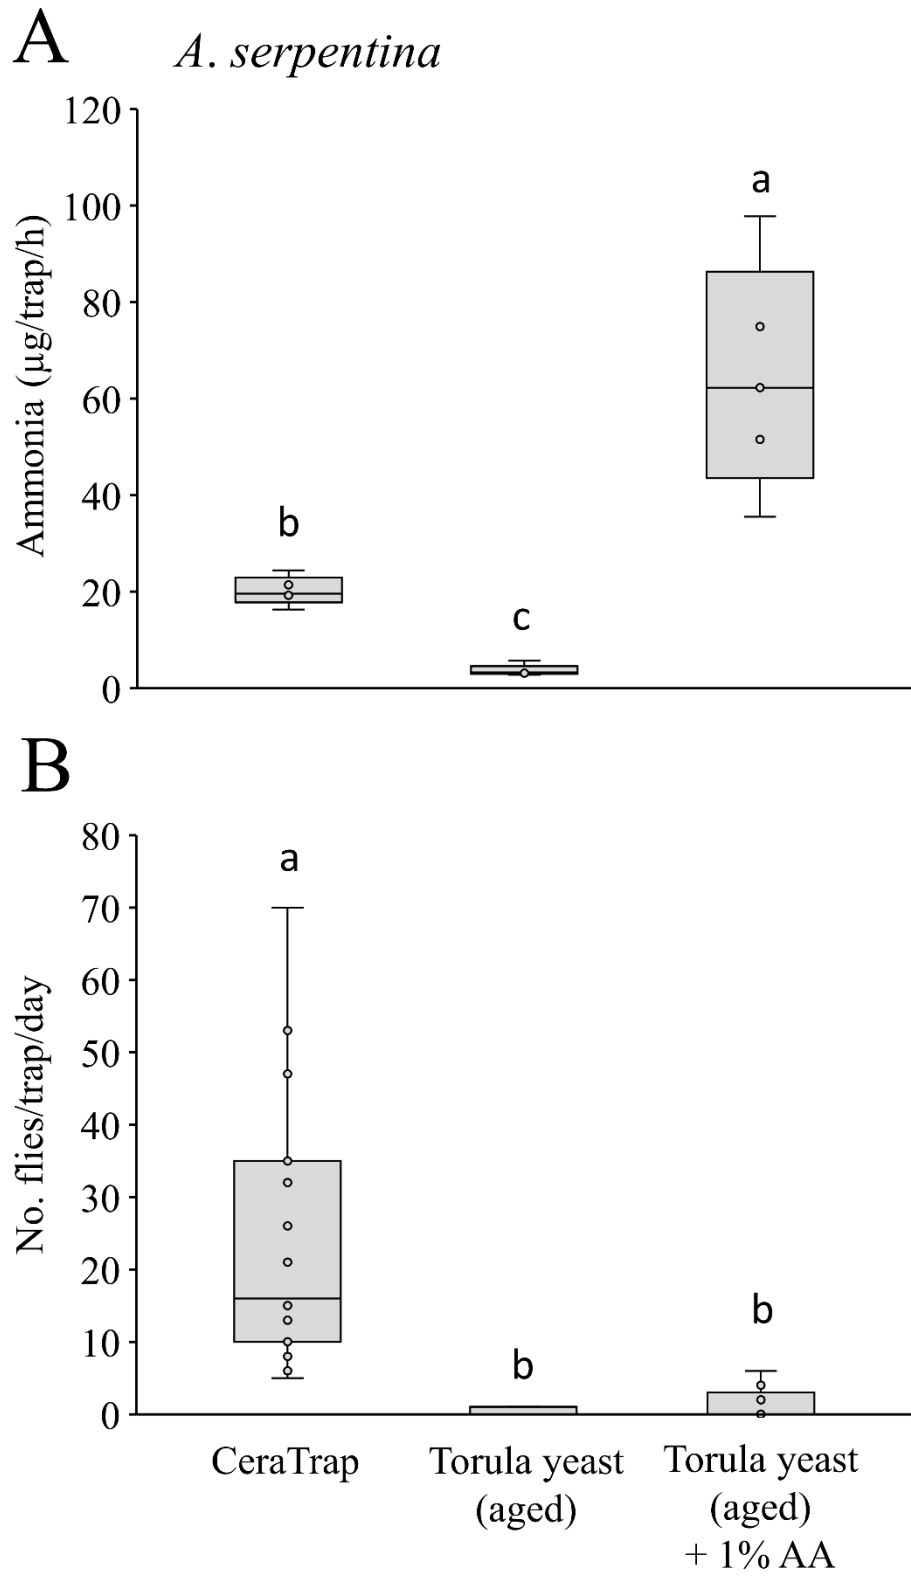 A
A. serpentina
120
100
80
60
40
20
0
Ammonia (µg/trap/h)
b
c
a
B
80
70
60
50
40
30
20
10
0
No. flies/trap/day
a
b
b
CeraTrap
Torula yeast
(aged)
Torula yeast
(aged)
+ 1% AA